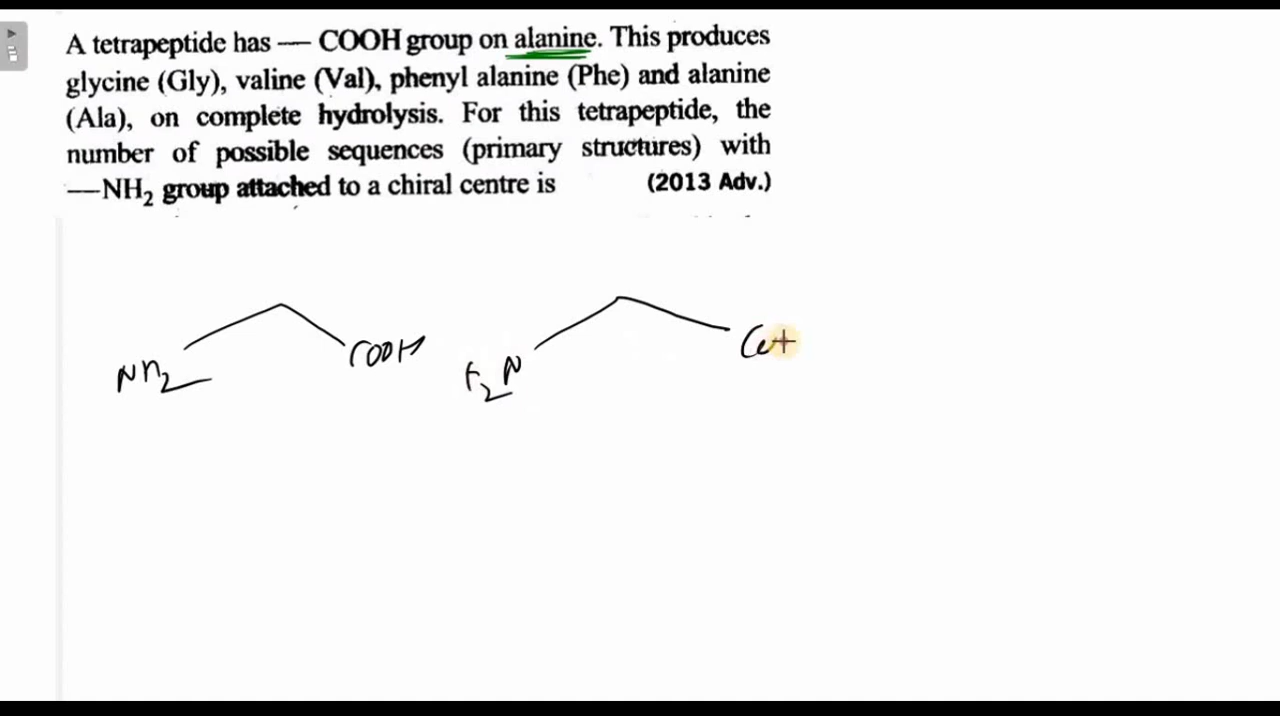 A tetrapeptide has — COOH group on alanine. This produces
glycine (Gly), valine (Val), phenyl alanine (Phe) and alanine
(Ala), on complete hydrolysis. For this tetrapeptide, the
number of possible sequences (primary structures) with
—NH₂ group attached to a chiral centre is (2013 Adv.)
NH₂ COOH H₂N